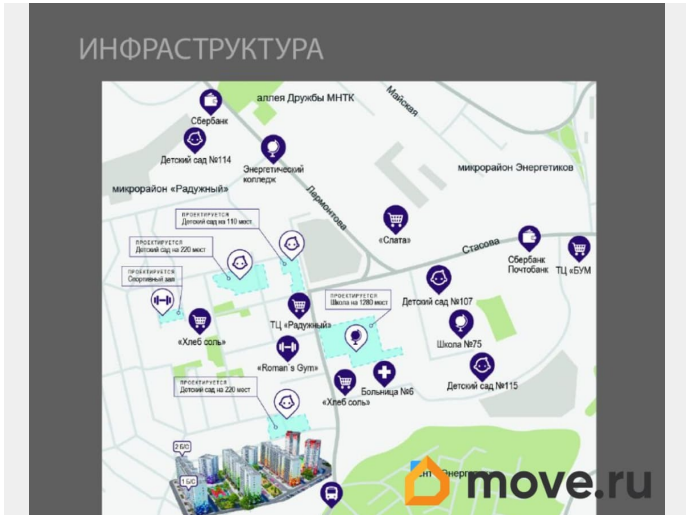 ИНФРАСТРУКТУРА
аллея Дружбы МНТК
Майская
Сбербанк
Детский сад №114
Энергетический
колледж
микрорайон Энергетиков
микрорайон «Радужный»
Лермонтова
ПРОЕКТИРУЕТСЯ
Детский сад на 110 мест
«Слата»
Стасова
ПРОЕКТИРУЕТСЯ
Детский сад на 220 мест
Сбербанк
Почтобанк
ТЦ «БУМ
ПРОЕКТИРУЕТСЯ
Спортивный зал
ПРОЕКТИРУЕТСЯ
Школа на 1280 мест
Детский сад №107
ТЦ «Радужный»
«Хлеб соль»
Школа №75
«Roman`s Gym»
Больница №6
Детский сад №115
«Хлеб соль»
ПРОЕКТИРУЕТСЯ
Детский сад на 220 мест
2 Б/С
1 Б/С
move.ru